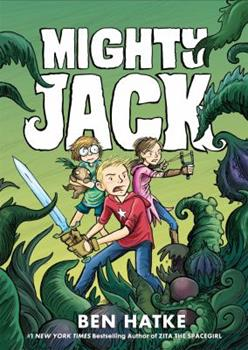 MIGHTY
JACK
BEN HATKE
#1 NEW YORK TIMES Bestselling Author of ZITA THE SPACEGIRL